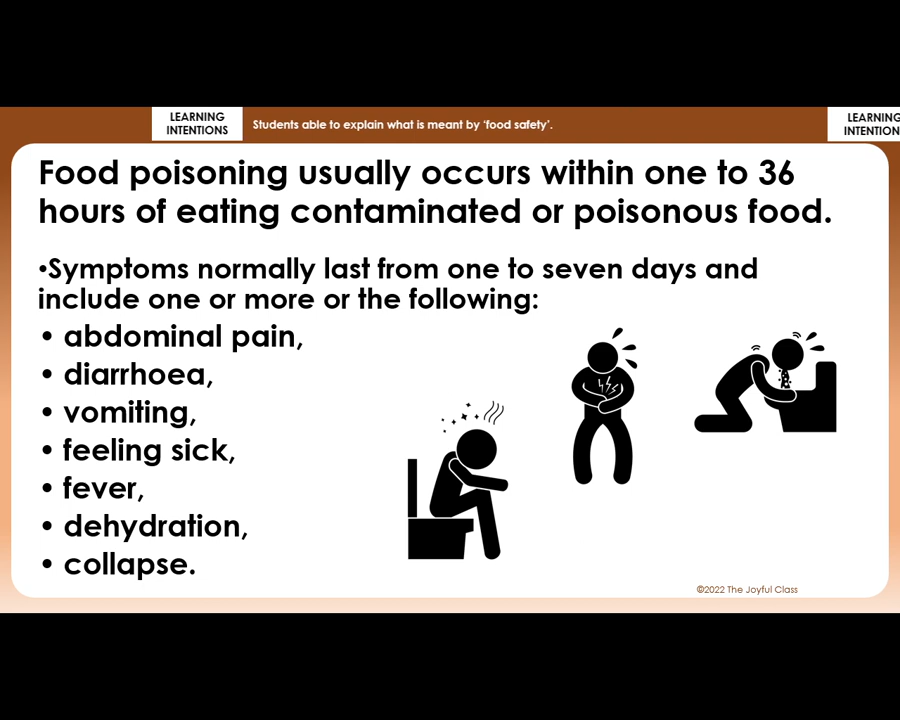 LEARNING
INTENTIONS
Students able to explain what is meant by ‘food safety’.
LEARNING
INTENTION
Food poisoning usually occurs within one to 36
hours of eating contaminated or poisonous food.
•Symptoms normally last from one to seven days and
include one or more or the following:
• abdominal pain,
• diarrhoea,
• vomiting,
• feeling sick,
• fever,
• dehydration,
• collapse.
©2022 The Joyful Class